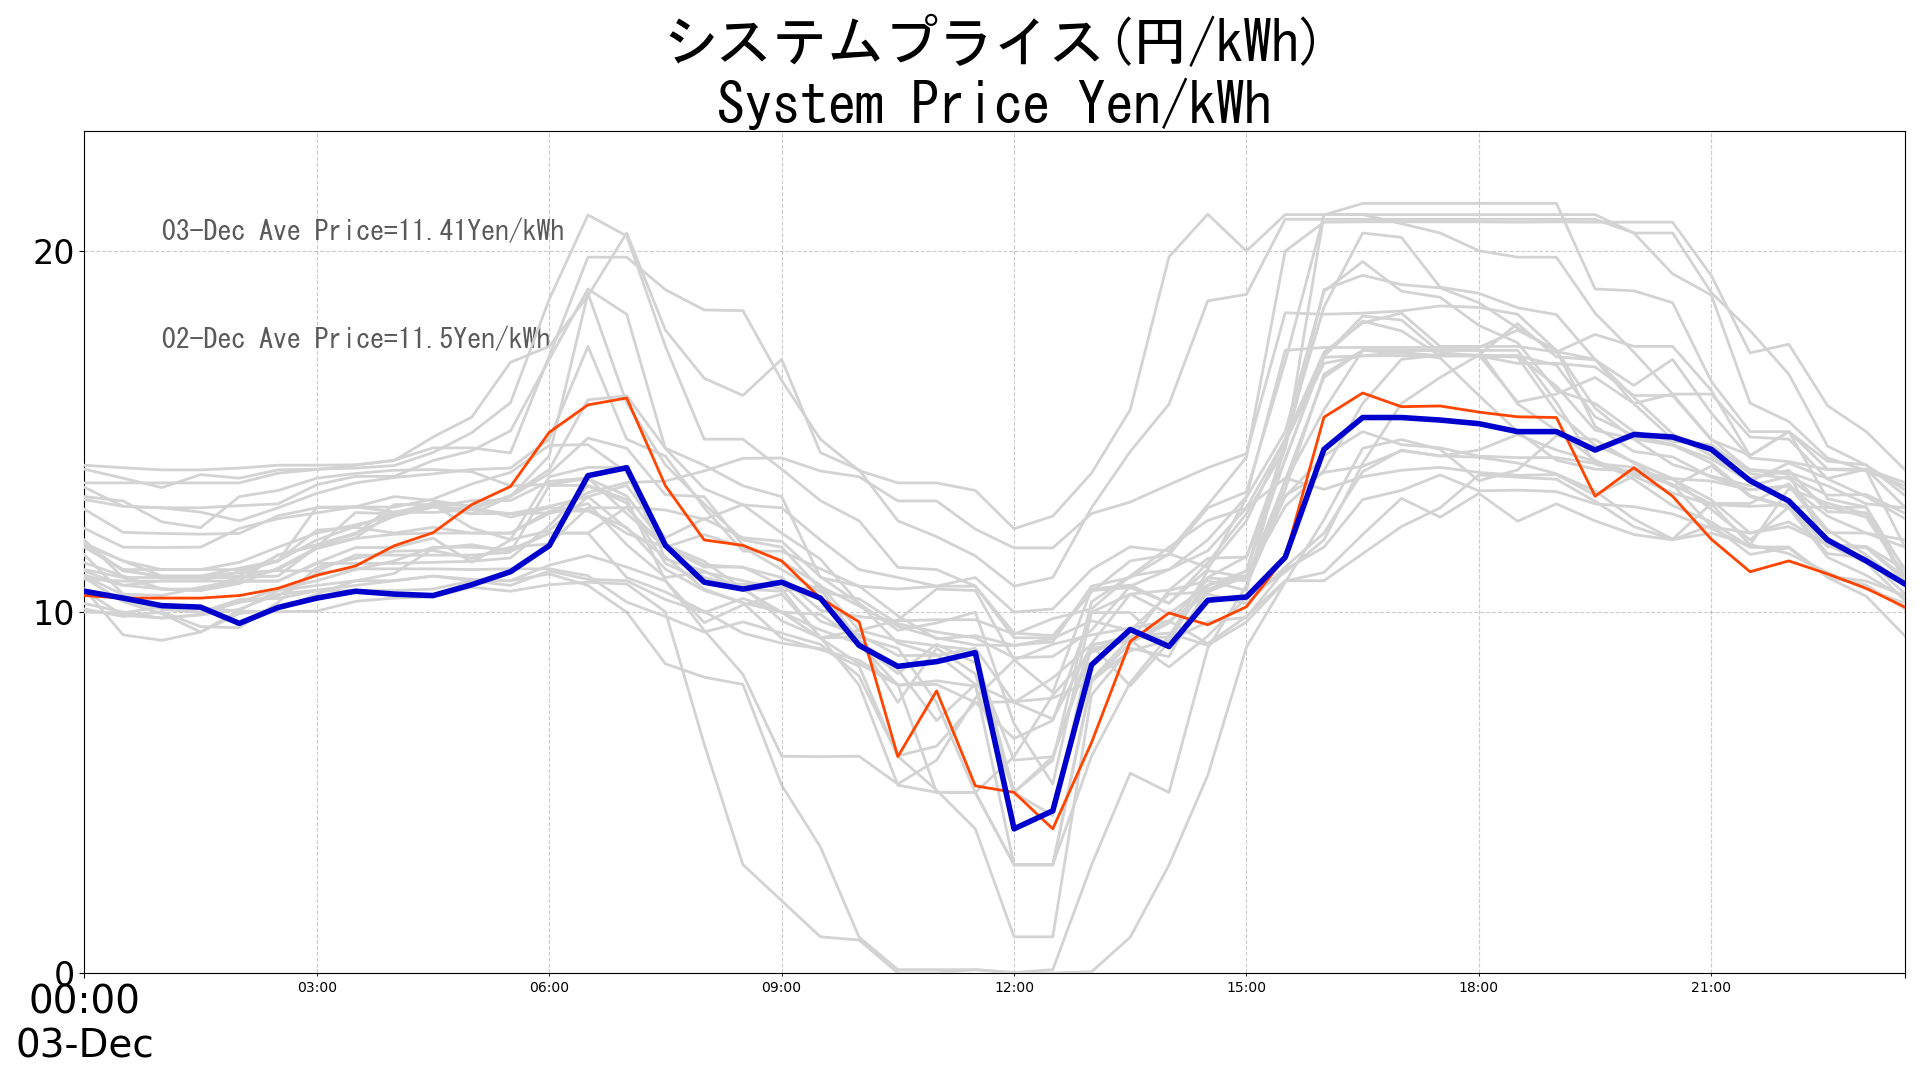 システムプライス(円/kWh)
System Price Yen/kWh
03-Dec Ave Price=11.41Yen/kWh
02-Dec Ave Price=11.5Yen/kWh
20
10
0
00:00
03:00
06:00
09:00
12:00
15:00
18:00
21:00
03-Dec